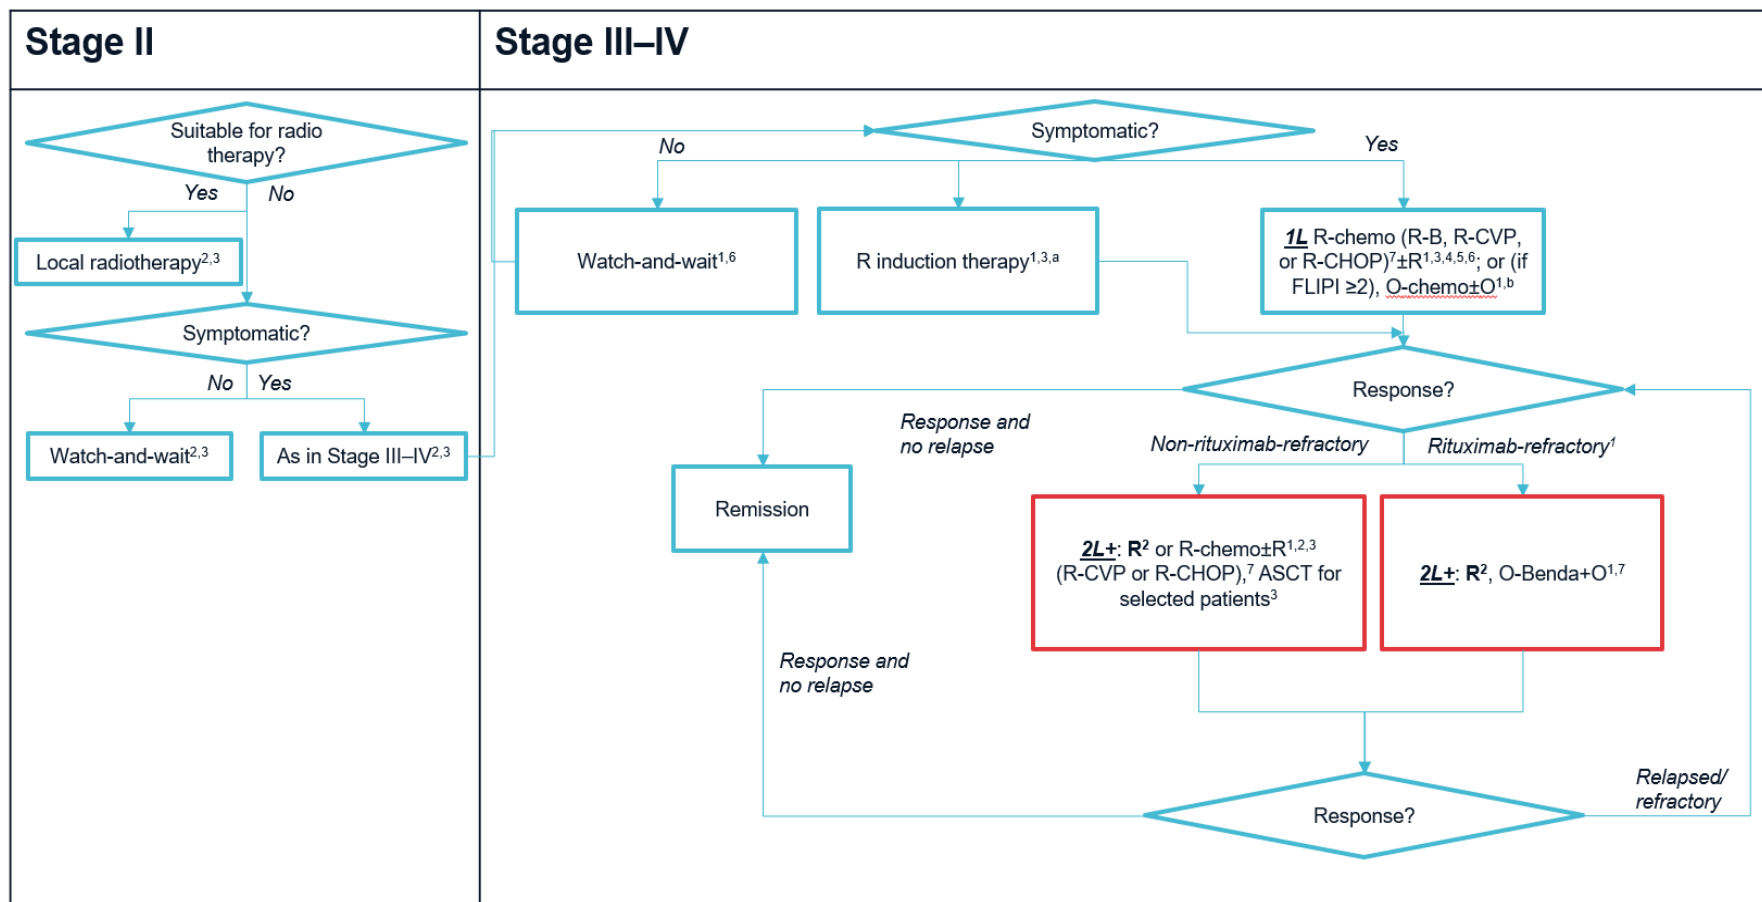 Stage II
Stage III–IV
Suitable for radio
therapy?
Yes
No
Local radiotherapy2,3
Symptomatic?
No
Yes
Watch-and-wait2,3
As in Stage III–IV2,3
Symptomatic?
No
Yes
Watch-and-wait1,6
R induction therapy1,3,a
1L R-chemo (R-B, R-CVP,
or R-CHOP)7±R1,3,4,5,6; or (if
FLIPI ≥2), O-chemo±O1,b
Response?
Response and
no relapse
Non-rituximab-refractory
Rituximab-refractory1
Remission
2L+: R2 or R-chemo±R1,2,3
(R-CVP or R-CHOP),7 ASCT for
selected patients3
2L+: R2, O-Benda+O1,7
Response and
no relapse
Relapsed/
refractory
Response?